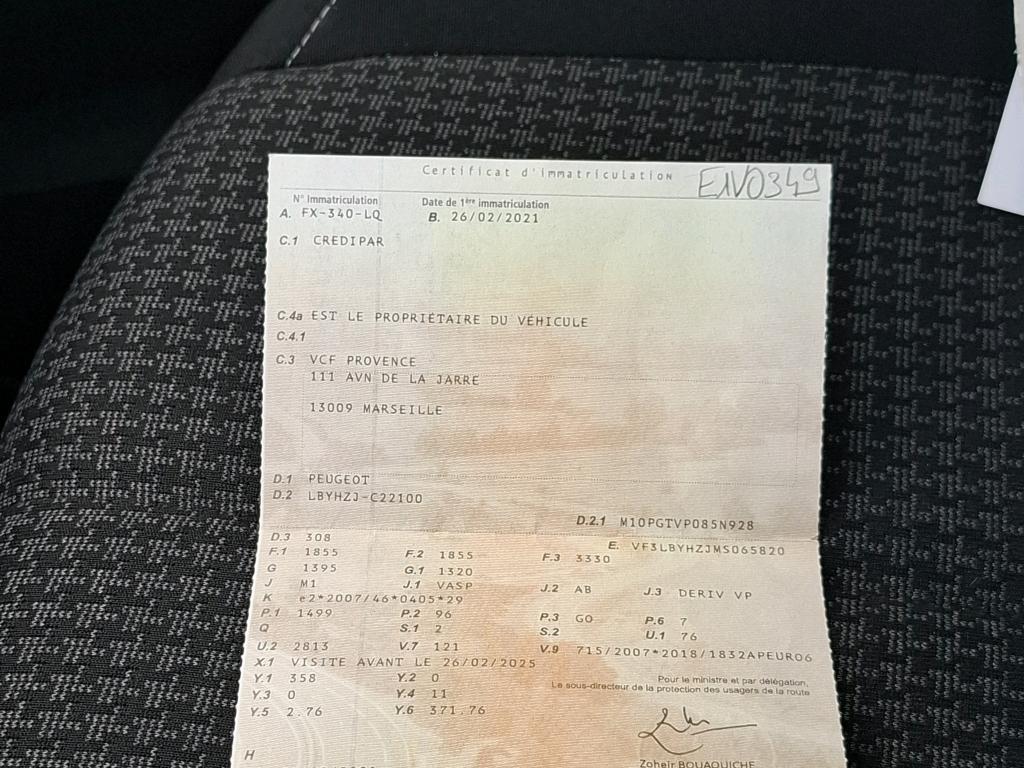 Certificat d'immatriculation EIVO349
N° Immatriculation Date de 1ère immatriculation
A. FX-340-LQ B. 26/02/2021
C.1 CREDIPAR
C.4a EST LE PROPRIÉTAIRE DU VÉHICULE
C.4.1
C.3 VCF PROVENCE
111 AVN DE LA JARRE
13009 MARSEILLE
D.1 PEUGEOT
D.2 LBYHZJ-C22100
D.2.1 M10PGTVP085N928
D.3 308 E. VF3LBYHZJMS065820
F.1 1855 F.2 1855 F.3 3330
G 1395 G.1 1320
J M1 J.1 VASP J.2 AB J.3 DERIV VP
K e2*2007/46*0405*29
P.1 1499 P.2 96 P.3 GO P.6 7
Q S.1 2 S.2 U.1 76
U.2 2813 V.7 121 V.9 715/2007*2018/1832APEURO6
X.1 VISITE AVANT LE 26/02/2025
Y.1 358 Y.2 0 Pour le ministre et par délégation,
Y.3 0 Y.4 11 Le sous-directeur de la protection des usagers de la route
Y.5 2.76 Y.6 371.76
H
Zoheir BOUAOUICHE